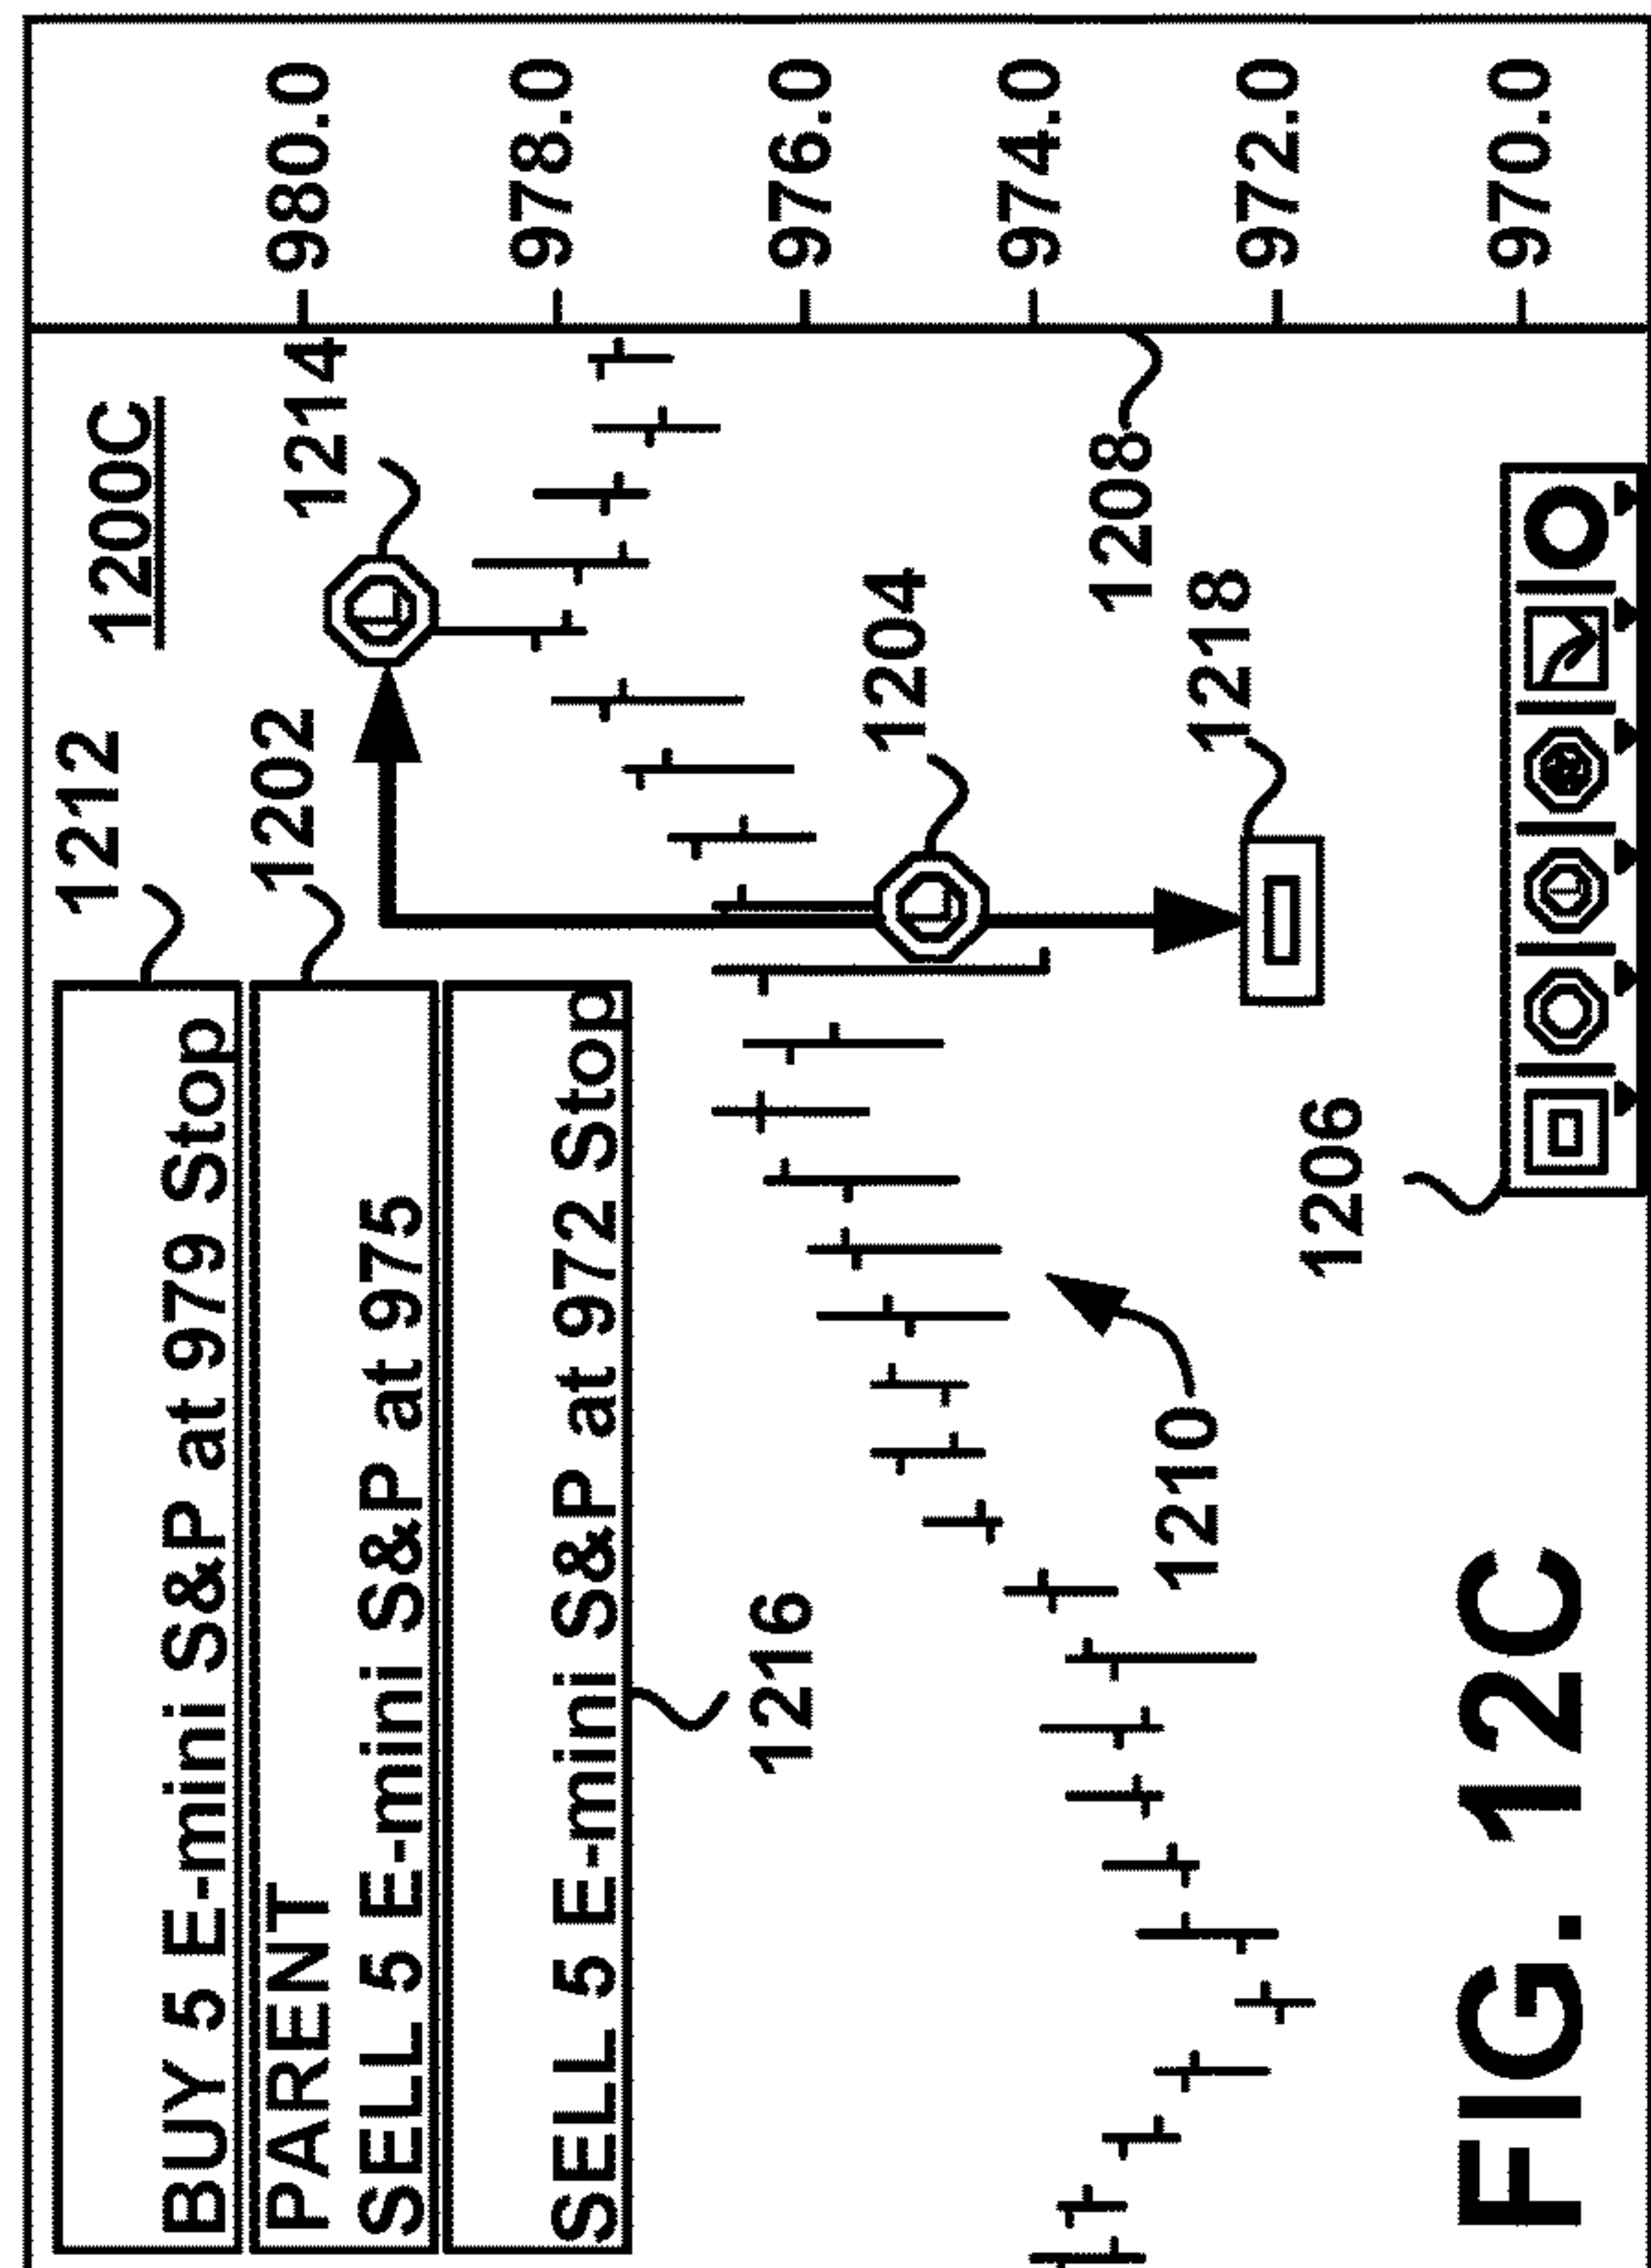 1200C
1212
BUY 5 E-mini S&P at 979 Stop
1202
PARENT
SELL 5 E-mini S&P at 975
SELL 5 E-mini S&P at 972 Stop
1216
1214
L
1204
L
1210
1208
1218
1206
L
980.0
978.0
976.0
974.0
972.0
970.0
FIG. 12C